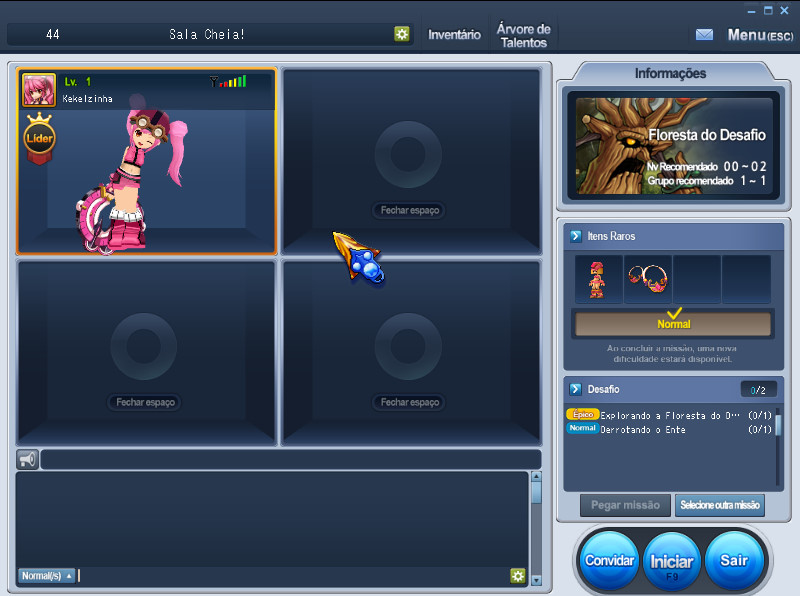 44
Sala Cheia!
Inventário
Árvore de
Talentos
Menu(ESC)
Lv. 1
Kekelzinha
Líder
Fechar espaço
Fechar espaço
Fechar espaço
Normal/s)
Informações
Floresta do Desafio
Nv Recomendado 00 ~ 02
Grupo recomendado 1 ~ 1
Itens Raros
Normal
Ao concluir a missão, uma nova
dificuldade estará disponível.
Desafio
0/2
Épico Explorando a Floresta do D... (0/1)
Normal Derrotando o Ente (0/1)
Pegar missão
Selecione outra missão
Convidar
Iniciar
F9
Sair